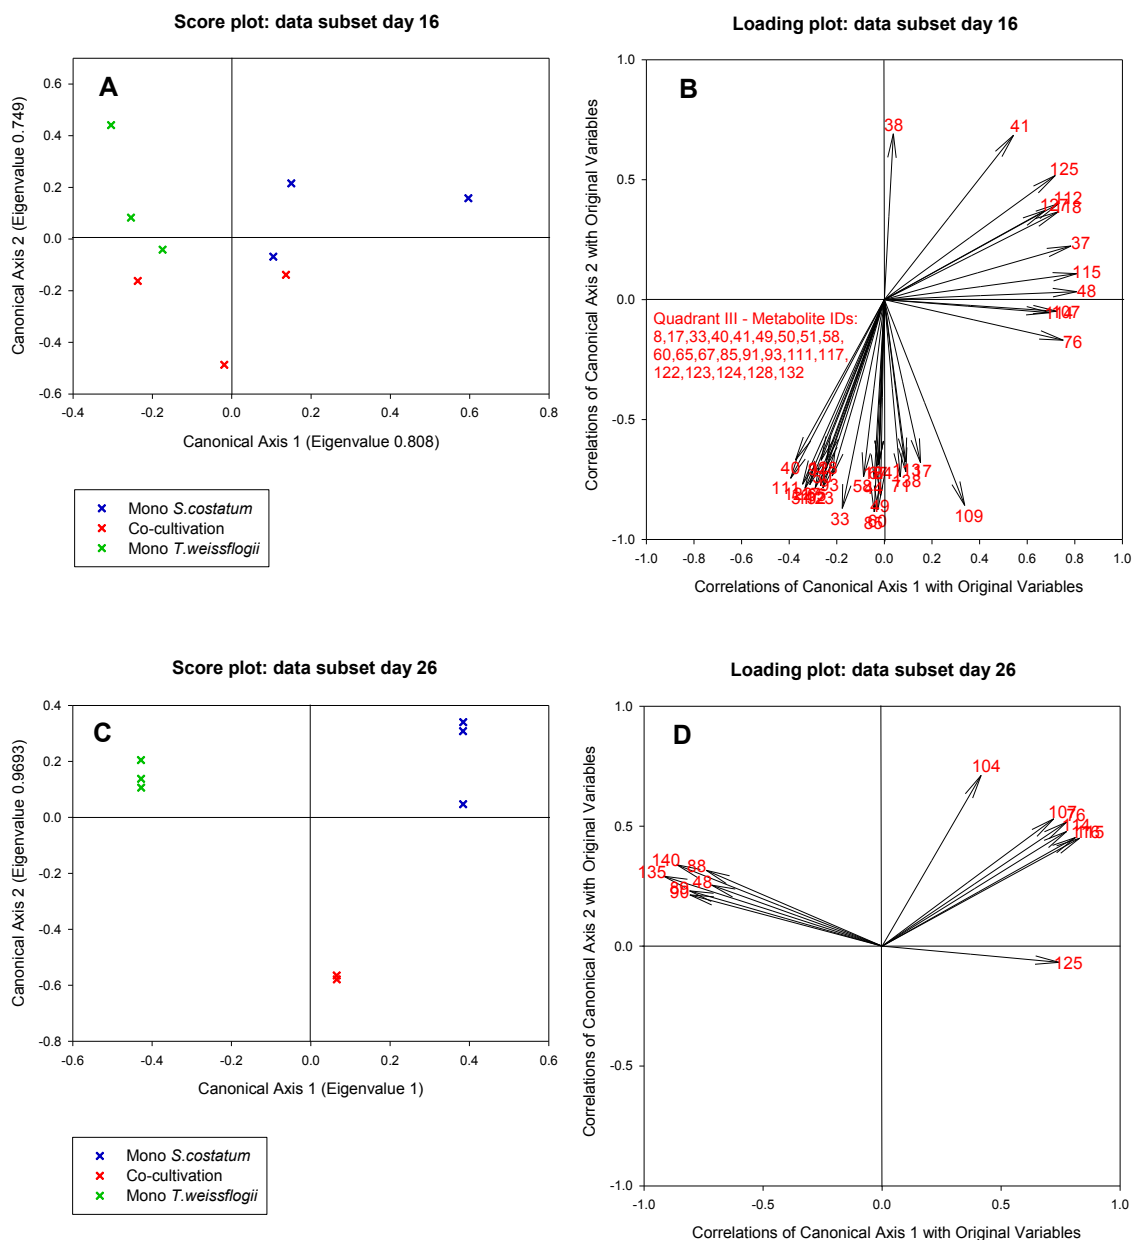 Score plot: data subset day 16
A
Canonical Axis 2 (Eigenvalue 0.749)
0.6
0.4
0.2
0.0
-0.2
-0.4
-0.6
-0.4 -0.2 0.0 0.2 0.4 0.6 0.8
Canonical Axis 1 (Eigenvalue 0.808)
Mono S.costatum
Co-cultivation
Mono T.weissflogii
Loading plot: data subset day 16
B
Correlations of Canonical Axis 2 with Original Variables
1.0
0.5
0.0
-0.5
-1.0
38
41
125
112
37
115
48
76
Quadrant III - Metabolite IDs:
8,17,33,40,41,49,50,51,58,
60,65,67,85,91,93,111,117,
122,123,124,128,132
40
111
58
33
85
60
109
-1.0 -0.8 -0.6 -0.4 -0.2 0.0 0.2 0.4 0.6 0.8 1.0
Correlations of Canonical Axis 1 with Original Variables
Score plot: data subset day 26
C
Canonical Axis 2 (Eigenvalue 0.9693)
0.4
0.2
0.0
-0.2
-0.4
-0.6
-0.8
-0.6 -0.4 -0.2 0.0 0.2 0.4 0.6
Canonical Axis 1 (Eigenvalue 1)
Mono S.costatum
Co-cultivation
Mono T.weissflogii
Loading plot: data subset day 26
D
Correlations of Canonical Axis 2 with Original Variables
1.0
0.5
0.0
-0.5
-1.0
104
107
76
114
115
140
88
135
48
125
-1.0 -0.5 0.0 0.5 1.0
Correlations of Canonical Axis 1 with Original Variables